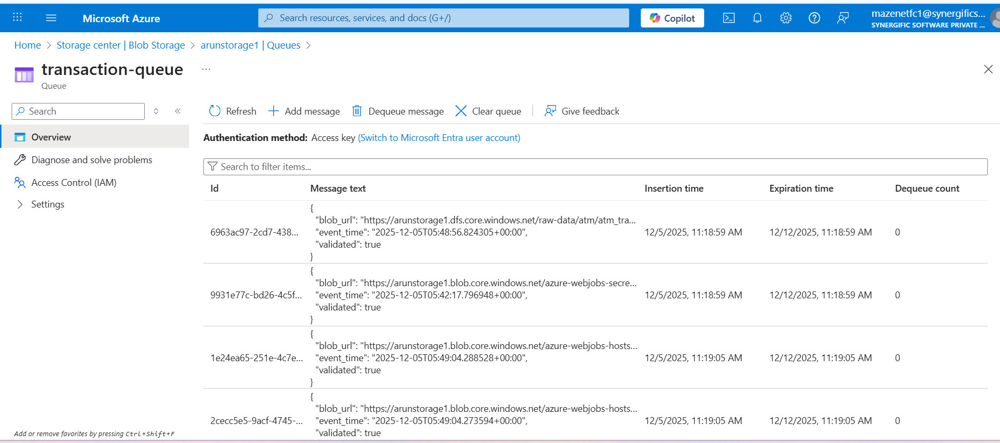 Microsoft Azure
Search resources, services, and docs (G+/)
Copilot
mazenetfc1@synergifics...
SYNERGIFIC SOFTWARE PRIVATE ...
Home > Storage center | Blob Storage > arunstorage1 | Queues >
transaction-queue ...
Queue
Search
Refresh Add message Dequeue message Clear queue Give feedback
Overview
Diagnose and solve problems
Access Control (IAM)
Settings
Authentication method: Access key (Switch to Microsoft Entra user account)
Search to filter items...
Id Message text Insertion time Expiration time Dequeue count
{
"blob_url": "https://arunstorage1.dfs.core.windows.net/raw-data/atm/atm_tra...
6963ac97-2cd7-438... "event_time": "2025-12-05T05:48:56.824305+00:00", 12/5/2025, 11:18:59 AM 12/12/2025, 11:18:59 AM 0
"validated": true
}
{
"blob_url": "https://arunstorage1.blob.core.windows.net/azure-webjobs-secre...
9931e77c-bd26-4c5f... "event_time": "2025-12-05T05:42:17.796948+00:00", 12/5/2025, 11:18:59 AM 12/12/2025, 11:18:59 AM 0
"validated": true
}
{
"blob_url": "https://arunstorage1.blob.core.windows.net/azure-webjobs-hosts...
1e24ea65-251e-4c7e... "event_time": "2025-12-05T05:49:04.288528+00:00", 12/5/2025, 11:19:05 AM 12/12/2025, 11:19:05 AM 0
"validated": true
}
{
"blob_url": "https://arunstorage1.blob.core.windows.net/azure-webjobs-hosts...
2cecc5e5-9acf-4745-... "event_time": "2025-12-05T05:49:04.273594+00:00", 12/5/2025, 11:19:05 AM 12/12/2025, 11:19:05 AM 0
"validated": true
Add or remove favorites by pressing Ctrl+Shift+F